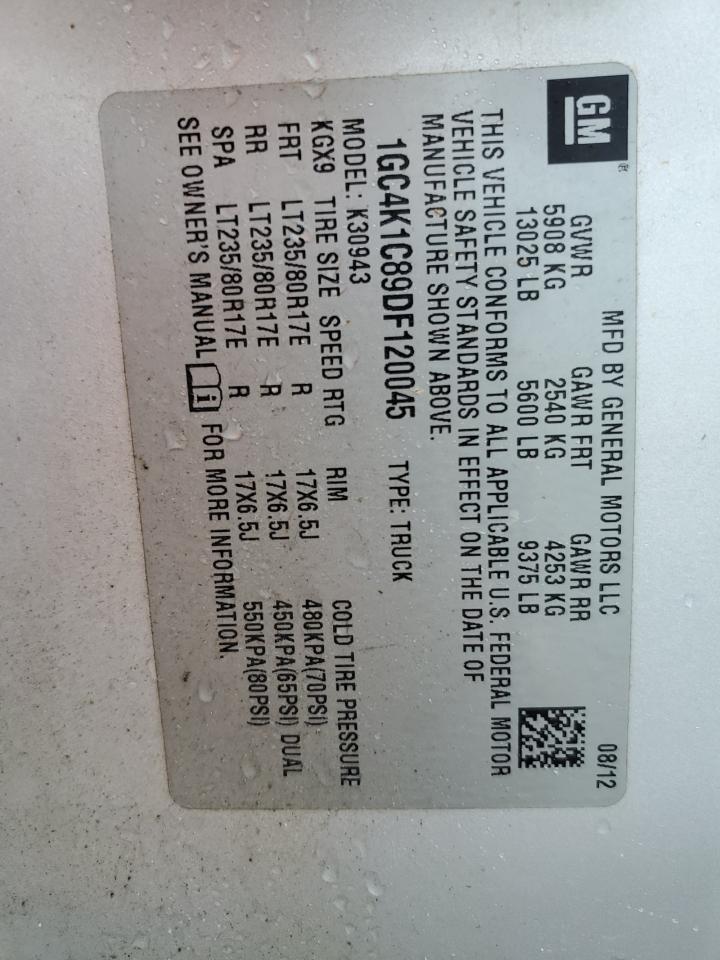 GM®
MFD BY GENERAL MOTORS LLC 08/12
GVWR GAWR FRT GAWR RR
5908 KG 2540 KG 4253 KG
13025 LB 5600 LB 9375 LB
THIS VEHICLE CONFORMS TO ALL APPLICABLE U.S. FEDERAL MOTOR
VEHICLE SAFETY STANDARDS IN EFFECT ON THE DATE OF
MANUFACTURE SHOWN ABOVE.
1GC4K1C89DF120045 TYPE: TRUCK
MODEL: K30943
KGX9 TIRE SIZE SPEED RTG RIM COLD TIRE PRESSURE
FRT LT235/80R17E R 17X6.5J 480KPA(70PSI)
RR LT235/80R17E R 17X6.5J 450KPA(65PSI) DUAL
SPA LT235/80R17E R 17X6.5J 550KPA(80PSI)
SEE OWNER'S MANUAL i FOR MORE INFORMATION.